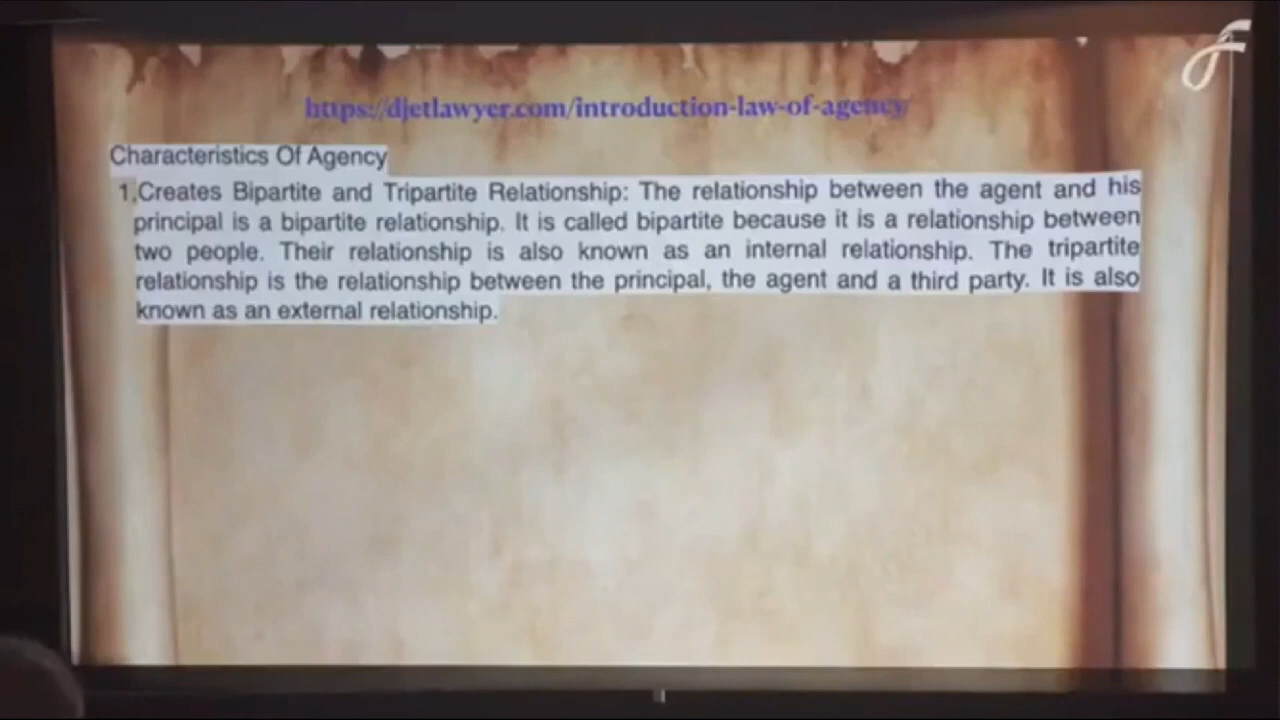 https://djetlawyer.com/introduction-law-of-agency/
Characteristics Of Agency
1.Creates Bipartite and Tripartite Relationship: The relationship between the agent and his
principal is a bipartite relationship. It is called bipartite because it is a relationship between
two people. Their relationship is also known as an internal relationship. The tripartite
relationship is the relationship between the principal, the agent and a third party. It is also
known as an external relationship.